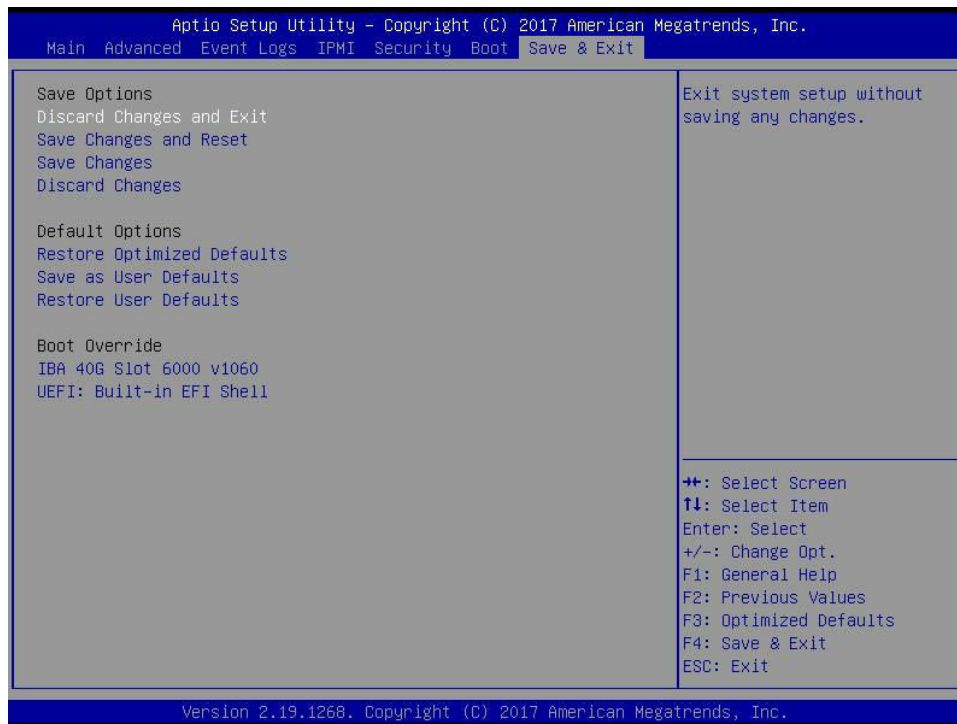 Aptio Setup Utility – Copyright (C) 2017 American Megatrends, Inc.
Main Advanced Event Logs IPMI Security Boot Save & Exit
Save Options
Discard Changes and Exit
Save Changes and Reset
Save Changes
Discard Changes
Default Options
Restore Optimized Defaults
Save as User Defaults
Restore User Defaults
Boot Override
IBA 40G Slot 6000 v1060
UEFI: Built-in EFI Shell
Exit system setup without
saving any changes.
→←: Select Screen
↑↓: Select Item
Enter: Select
+/-: Change Opt.
F1: General Help
F2: Previous Values
F3: Optimized Defaults
F4: Save & Exit
ESC: Exit
Version 2.19.1268. Copyright (C) 2017 American Megatrends, Inc.